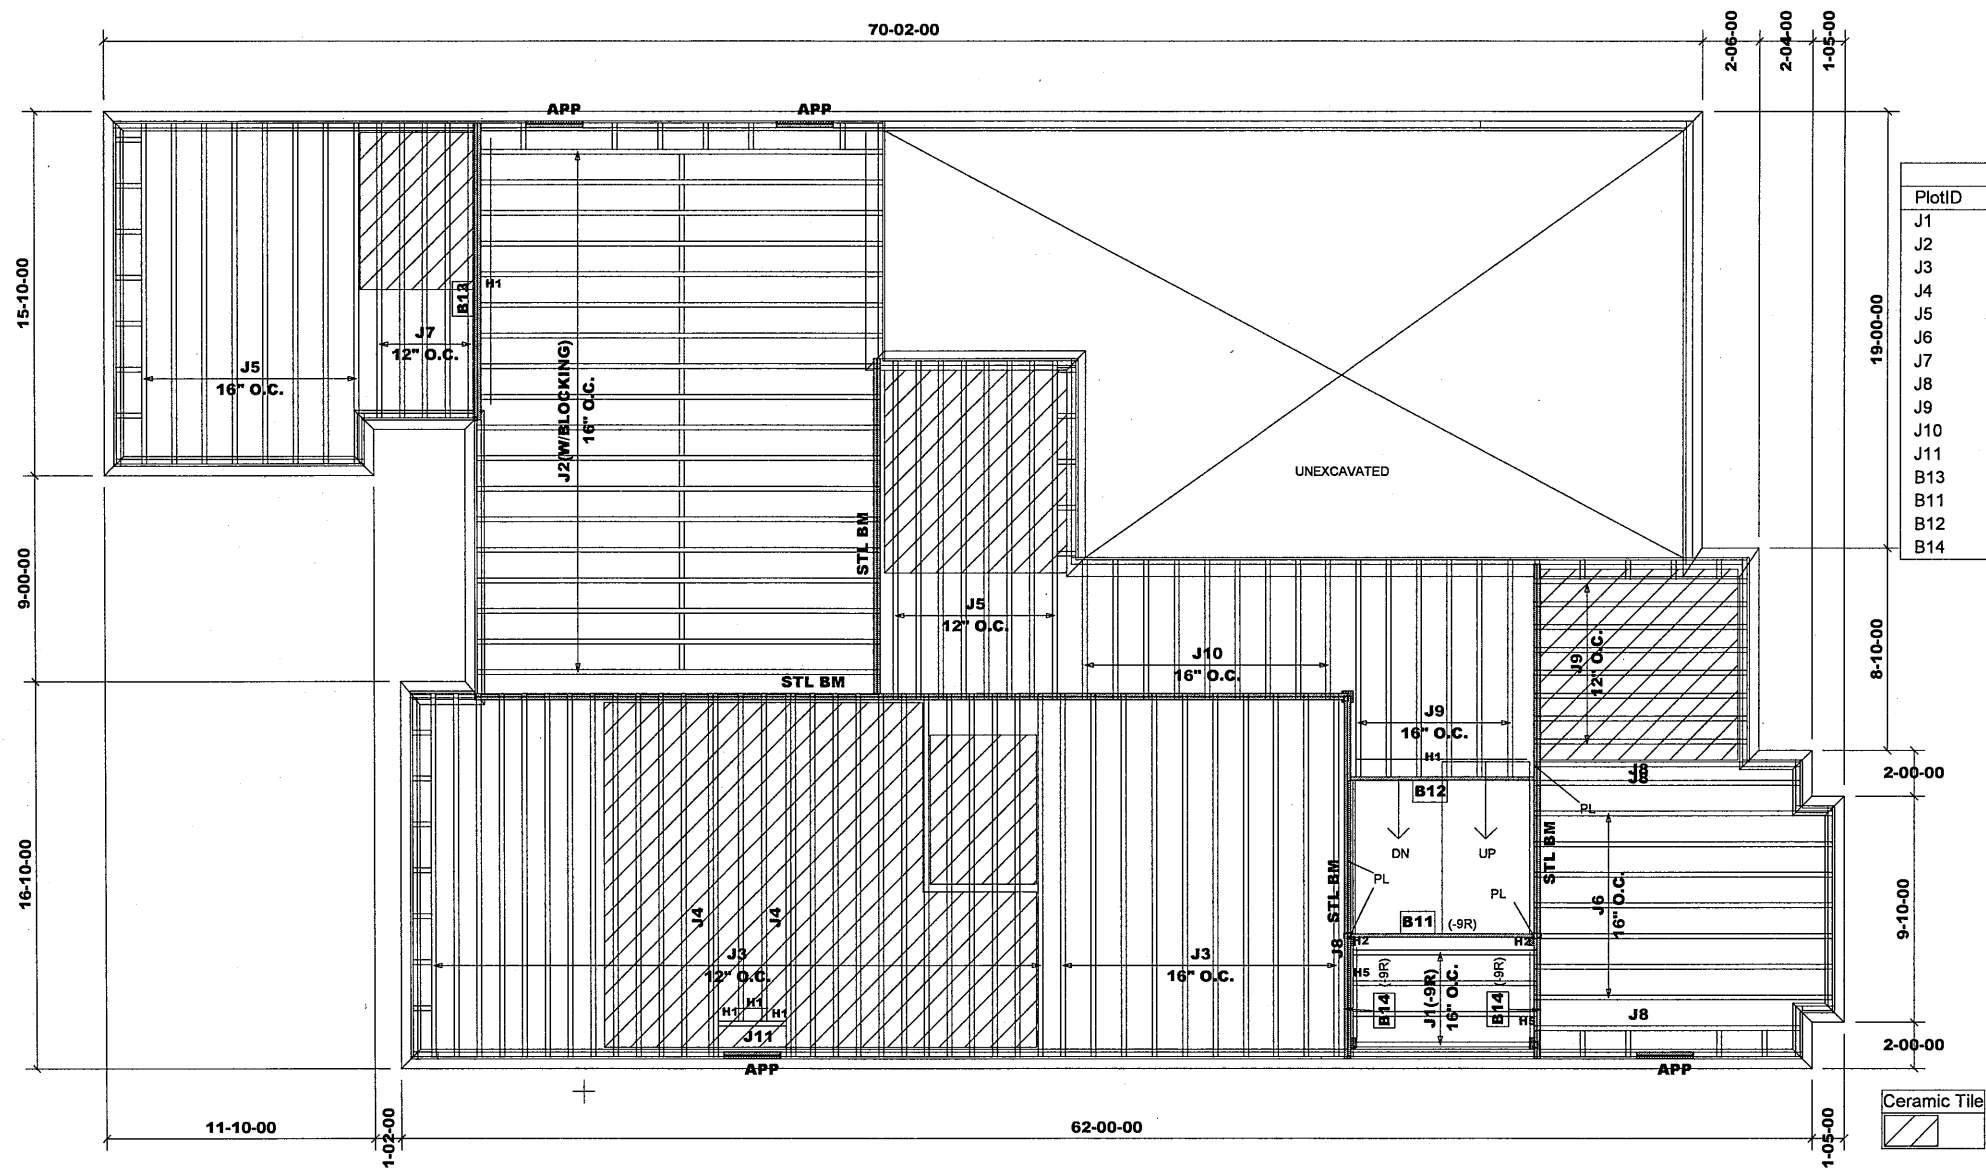 70-02-00
2-06-00
2-04-00
1-05-00
APP
APP
15-10-00
19-00-00
PlotID
J1
J2
J3
J4
J5
J6
J7
J8
J9
J10
J11
B13
B11
B12
B14
B13
H1
J7
12" O.C.
J5
16" O.C.
J2(W/BLOCKING)
16" O.C.
UNEXCAVATED
STL BM
9-00-00
J5
12" O.C.
J10
16" O.C.
J9
12" O.C.
8-10-00
STL BM
J9
16" O.C.
H1
B12
J8
J8
PL
2-00-00
DN
UP
STL BM
STL BM
PL
PL
16-10-00
J4
J4
B11
(-9R)
J6
16" O.C.
9-10-00
J3
12" O.C.
J3
16" O.C.
J8
H2
H2
H5
(-9R)
(-9R)
B14
J1(-9R)
16" O.C.
B14
H5
H1
H1
H1
J11
J8
2-00-00
APP
APP
Ceramic Tile
11-10-00
1-02-00
62-00-00
1-05-00